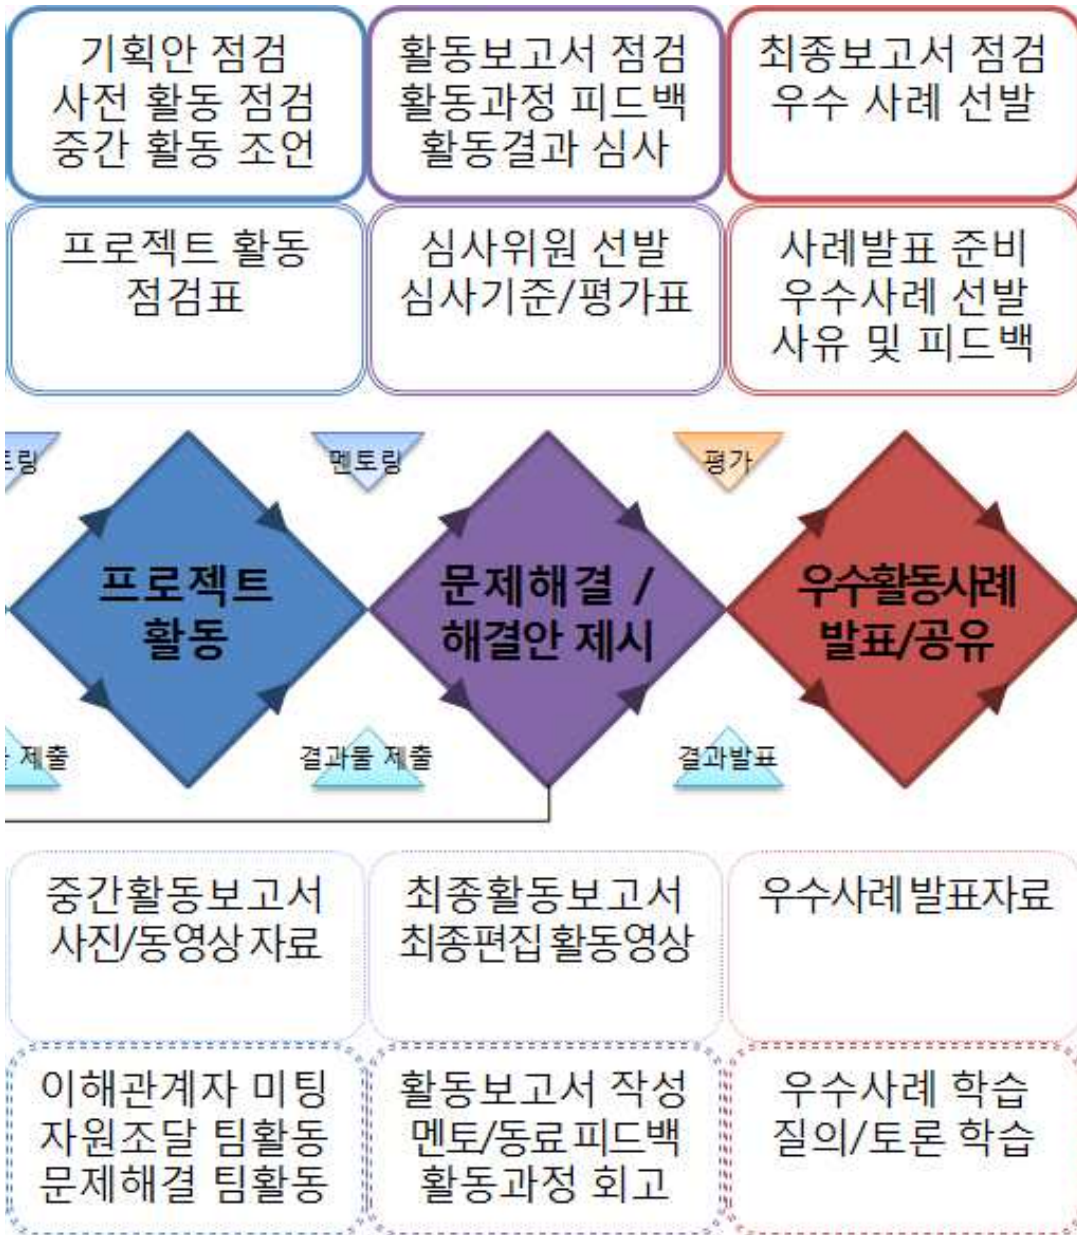 기획안 점검
사전 활동 점검
중간 활동 조언
활동보고서 점검
활동과정 피드백
활동결과 심사
최종보고서 점검
우수 사례 선발
프로젝트 활동
점검표
심사위원 선발
심사기준/평가표
사례발표 준비
우수사례 선발
사유 및 피드백
토링
멘토링
평가
프로젝트
활동
문제해결 /
해결안 제시
우수활동사례
발표/공유
제출
결과물 제출
결과발표
중간활동보고서
사진/동영상 자료
최종활동보고서
최종편집 활동영상
우수사례 발표자료
이해관계자 미팅
자원조달 팀활동
문제해결 팀활동
활동보고서 작성
멘토/동료 피드백
활동과정 회고
우수사례 학습
질의/토론 학습